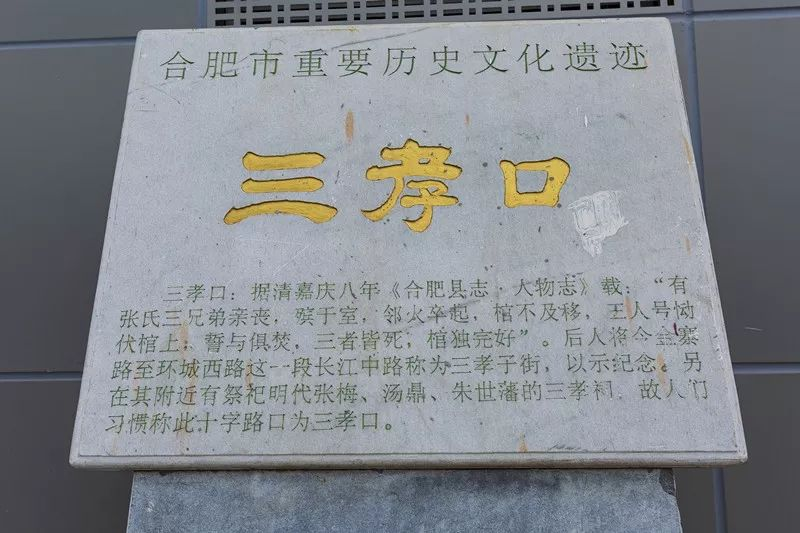 合肥市重要历史文化遗迹
三孝口
三孝口：据清嘉庆八年《合肥县志·人物志》载：“有
张氏三兄弟亲丧，殡于室，邻火卒起，棺不及移，三人号恸
伏棺上，誓与俱焚，三者皆死，棺独完好”。后人将今金寨
路至环城西路这一段长江中路称为三孝子街，以示纪念。另
在其附近有祭祀明代张梅、汤鼎、朱世藩的三孝祠，故人们
习惯称此十字路口为三孝口。